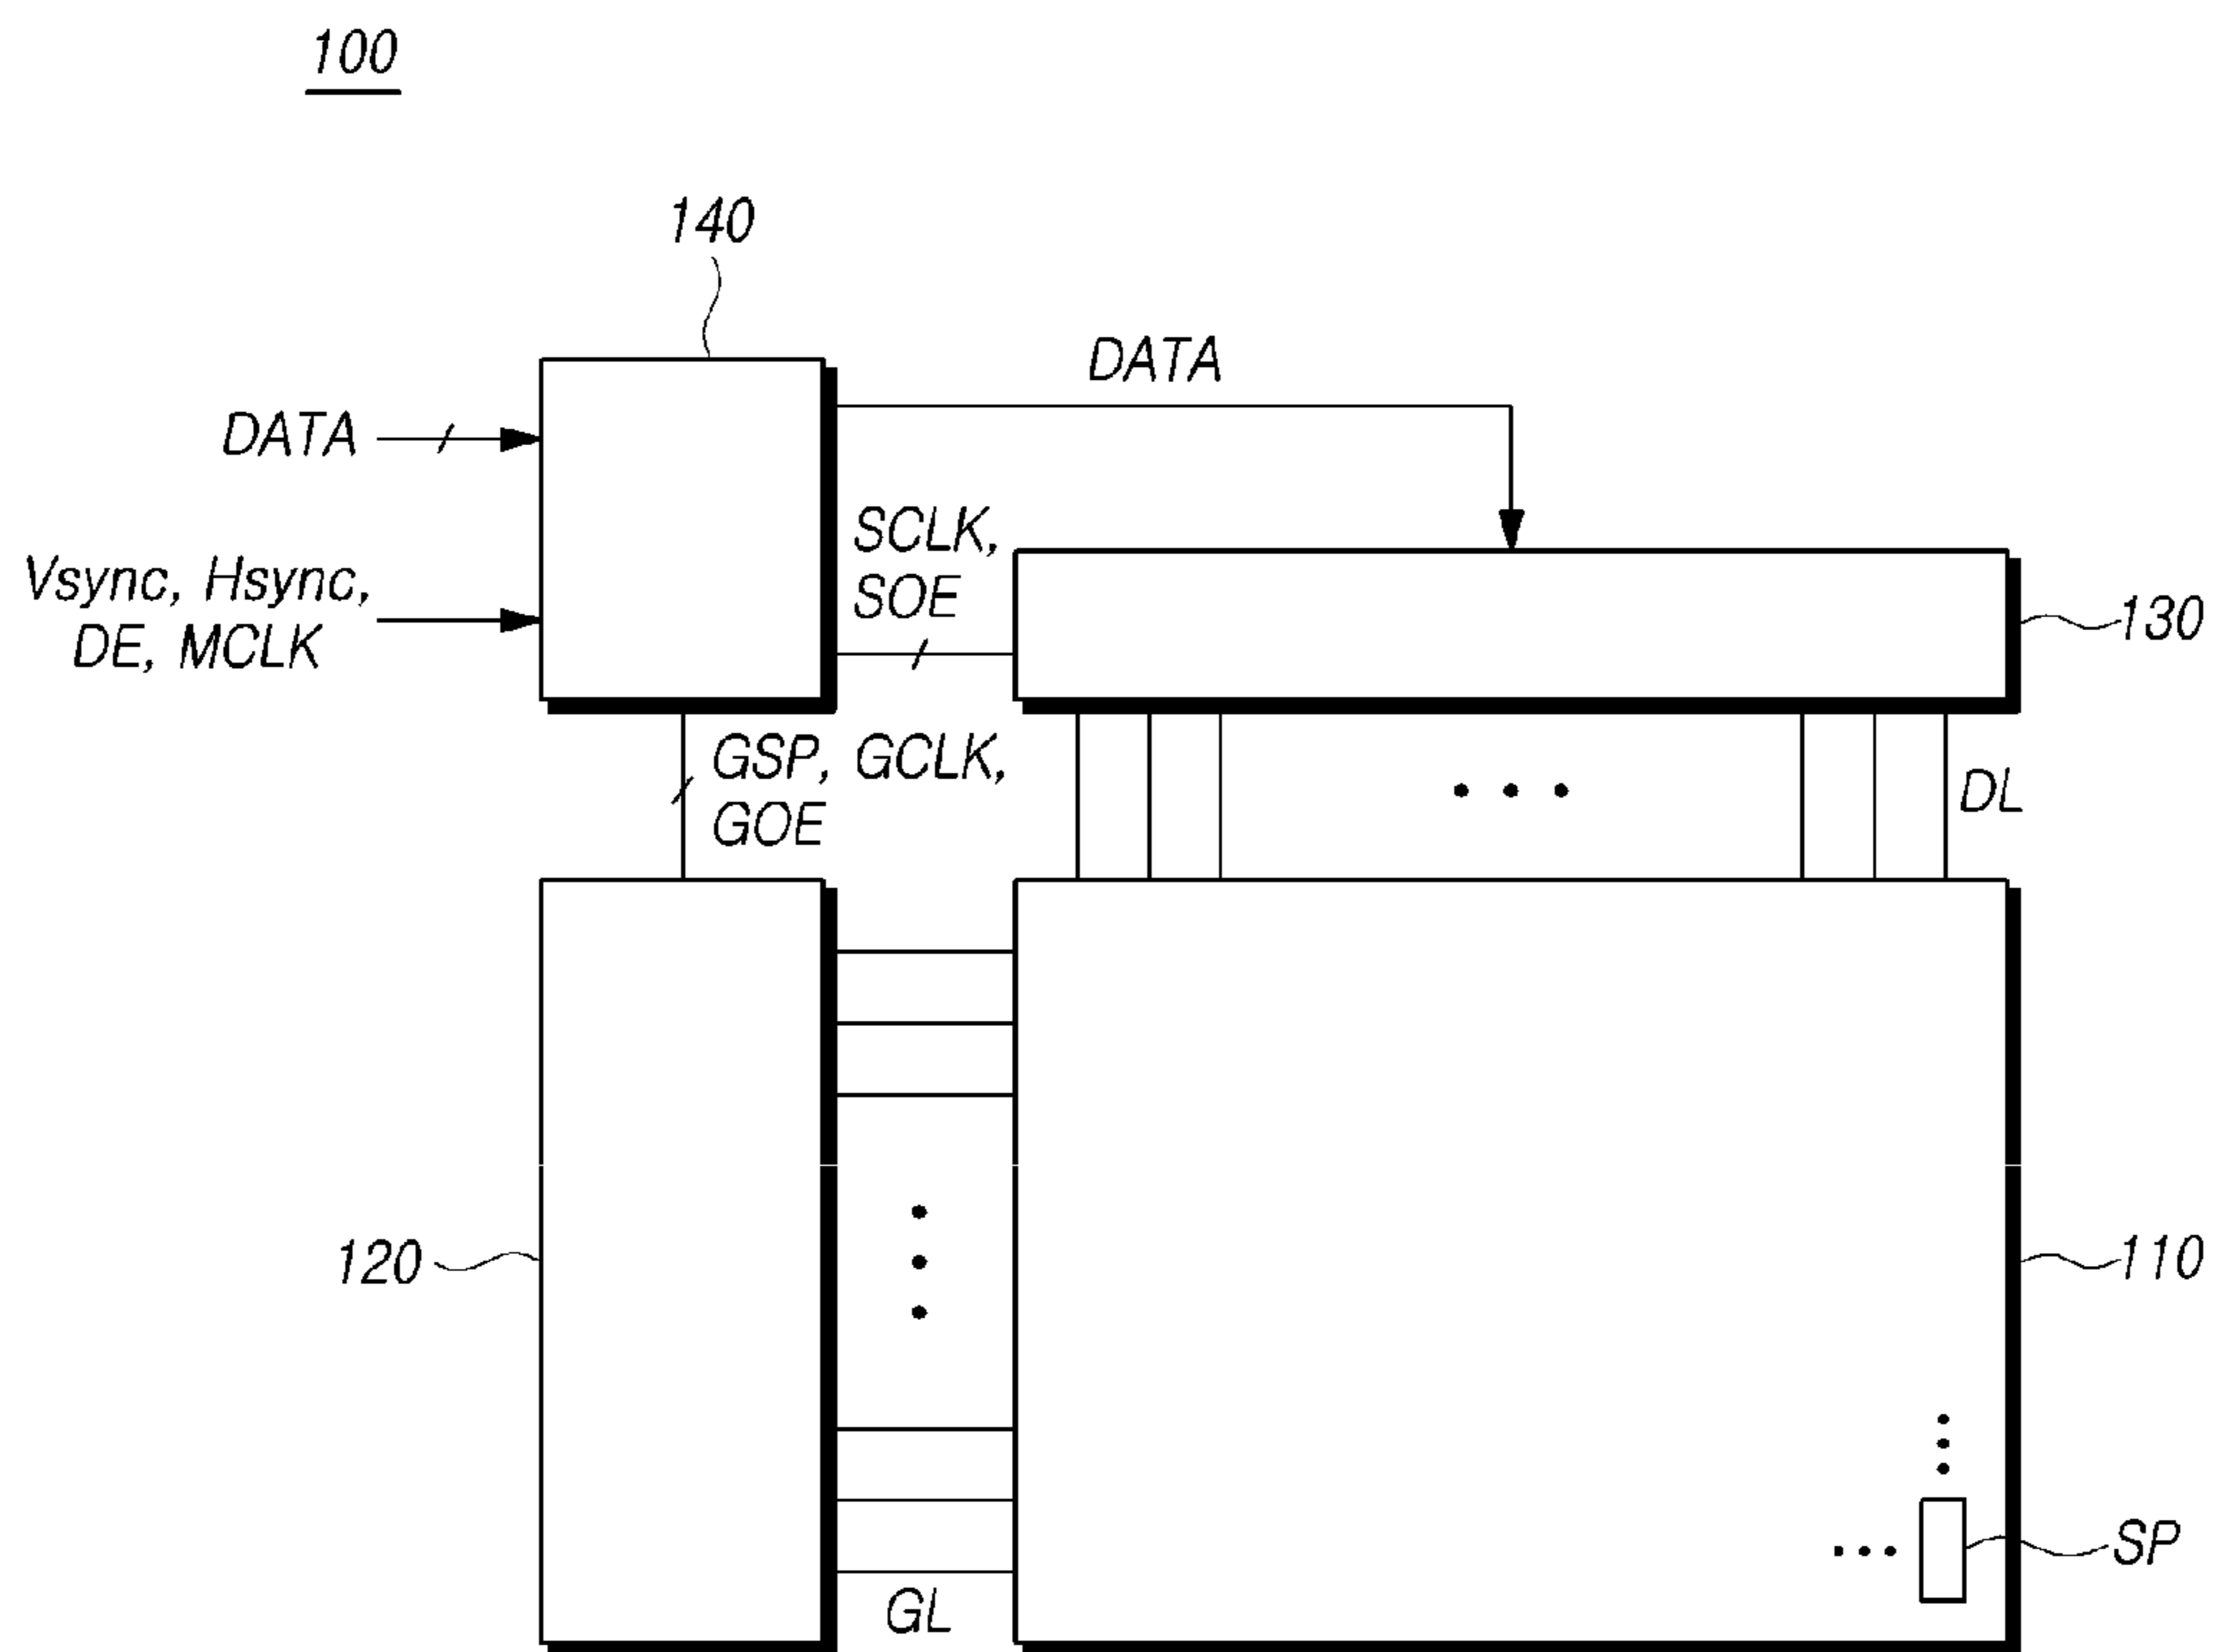 100
140
DATA
DATA
SCLK,
SOE
Vsync, Hsync,
DE, MCLK
130
GSP, GCLK,
GOE
DL
120
110
SP
GL